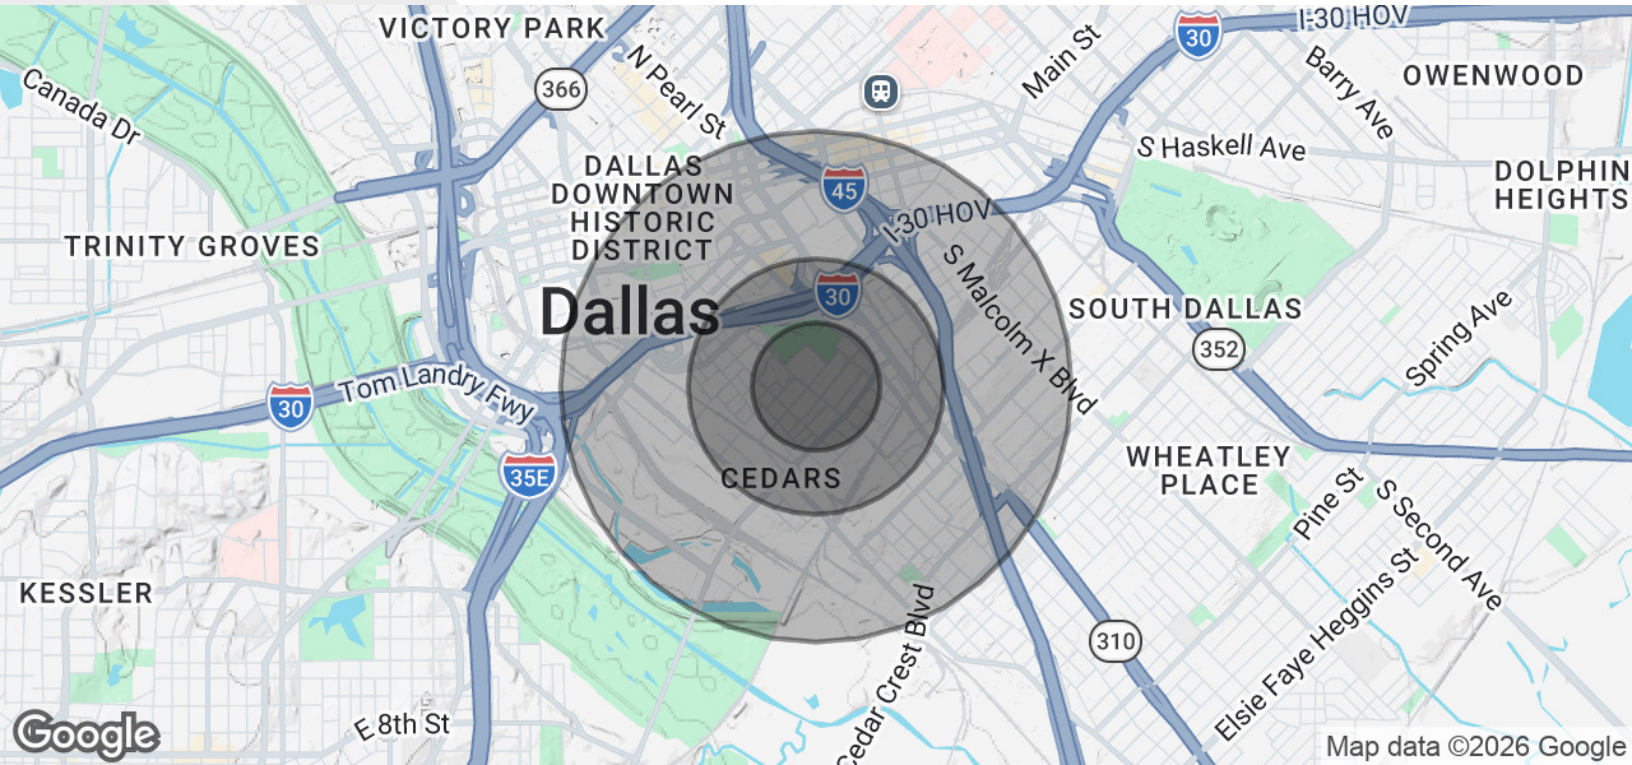 VICTORY PARK
I-30 HOV
30
Main St
Barry Ave
OWENWOOD
Canada Dr
366
N Pearl St
S Haskell Ave
DALLAS
DOWNTOWN
HISTORIC
DISTRICT
45
DOLPHIN
HEIGHTS
I-30 HOV
TRINITY GROVES
S Malcolm X Blvd
SOUTH DALLAS
Dallas
30
352
Spring Ave
30
Tom Landry Fwy
35E
CEDARS
WHEATLEY
PLACE
Pine St
S Second Ave
KESSLER
Cedar Crest Blvd
310
Elsie Faye Heggins St
E 8th St
Google
Map data ©2026 Google